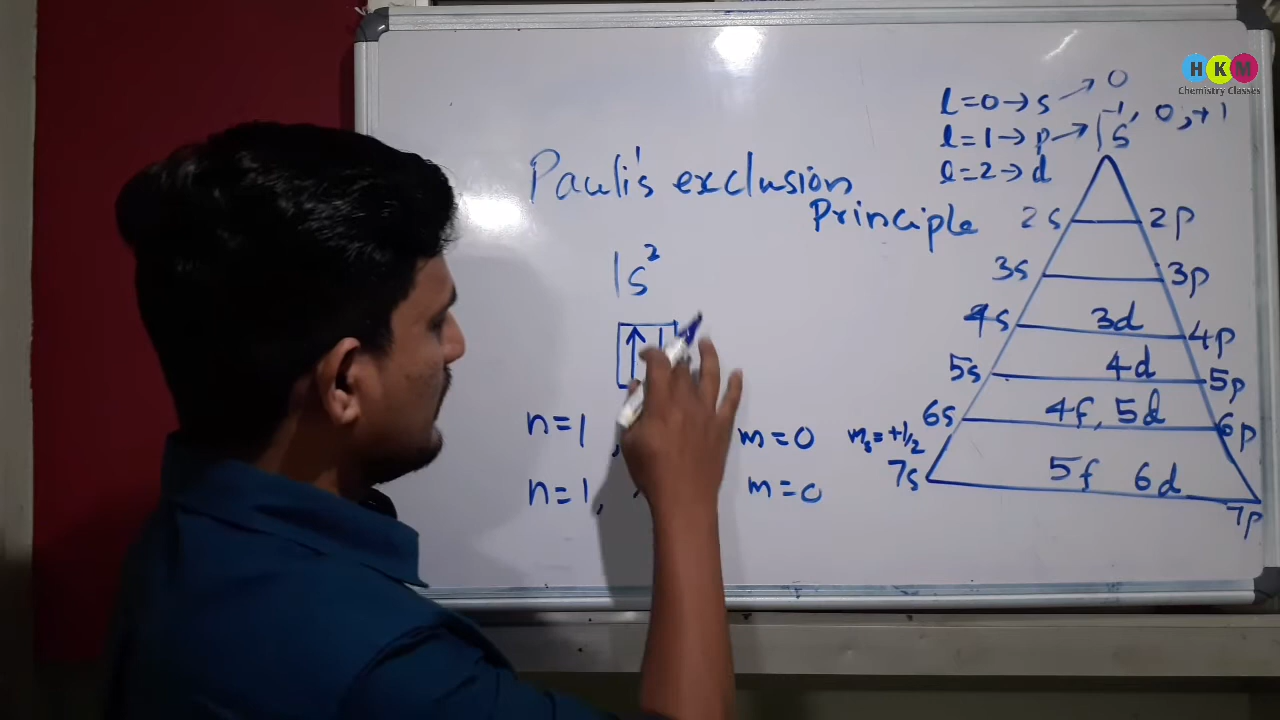 HKM
Chemistry Classes
l=0→s→0
l=1→p→-1, 0,+1
l=2→d
Pauli's exclusion
Principle
1s²
n=1, m=0 mₛ=+1/2
n=1, m=0
1s
2s 2p
3s 3p
4s 3d 4p
5s 4d 5p
6s 4f, 5d 6p
7s 5f 6d 7p